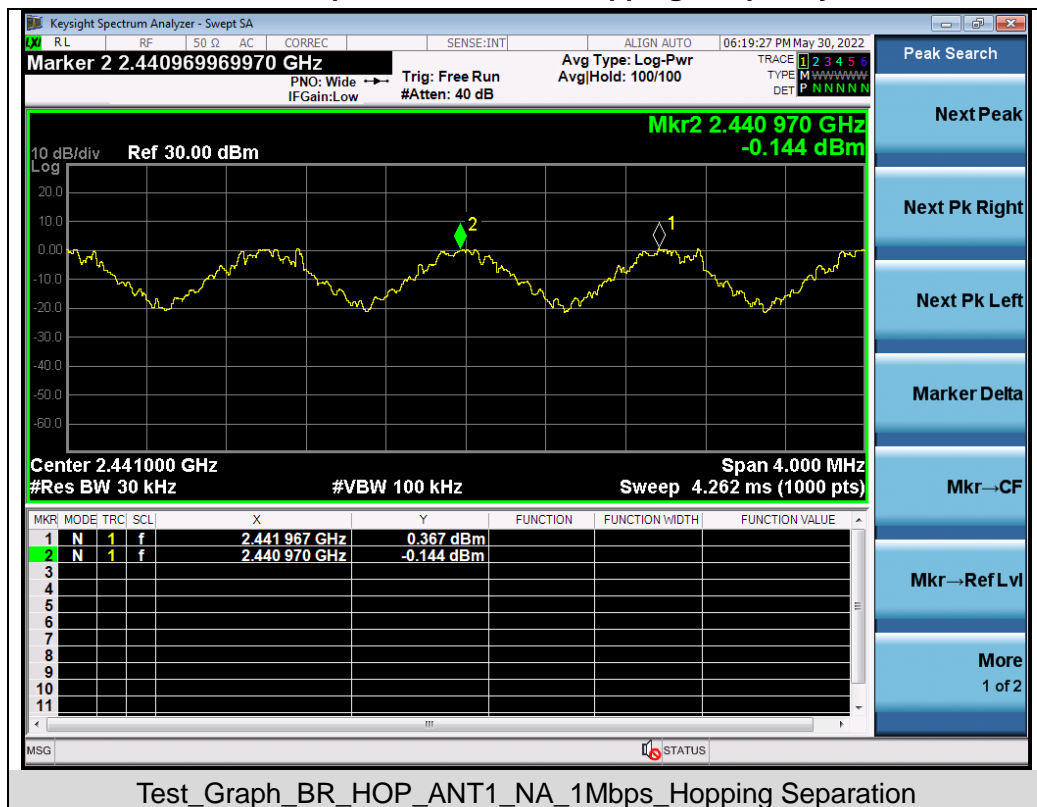 Keysight Spectrum Analyzer - Swept SA
LXI RL RF 50 Ω AC CORREC SENSE:INT ALIGN AUTO 06:19:27 PM May 30, 2022
Marker 2 2.440969969970 GHz
PNO: Wide
IFGain:Low
Trig: Free Run
#Atten: 40 dB
Avg Type: Log-Pwr
Avg|Hold: 100/100
TRACE 1 2 3 4 5 6
TYPE M WWWWW
DET P N N N N N
Mkr2 2.440 970 GHz
-0.144 dBm
10 dB/div Ref 30.00 dBm
Log
20.0
10.0
0.00
-10.0
-20.0
-30.0
-40.0
-50.0
-60.0
2
1
Center 2.441000 GHz Span 4.000 MHz
#Res BW 30 kHz #VBW 100 kHz Sweep 4.262 ms (1000 pts)
MKR MODE TRC SCL X Y FUNCTION FUNCTION WIDTH FUNCTION VALUE
1 N 1 f 2.441 967 GHz 0.367 dBm
2 N 1 f 2.440 970 GHz -0.144 dBm
3
4
5
6
7
8
9
10
11
MSG STATUS
Peak Search
Next Peak
Next Pk Right
Next Pk Left
Marker Delta
Mkr→CF
Mkr→Ref Lvl
More
1 of 2
Test_Graph_BR_HOP_ANT1_NA_1Mbps_Hopping Separation